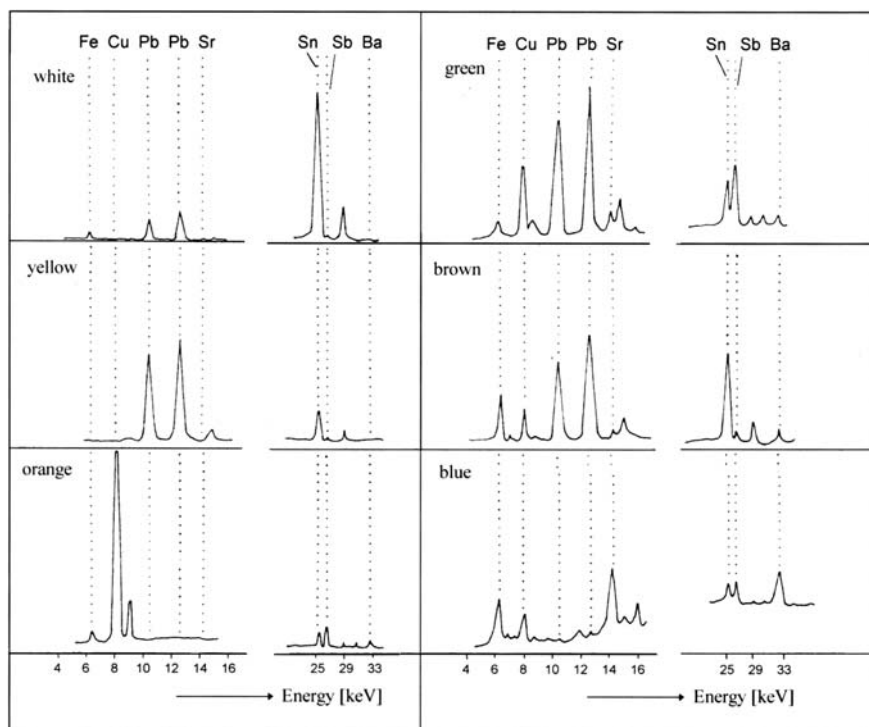 Fe Cu Pb Pb Sr Sn Sb Ba
white
yellow
orange
4 6 8 10 12 14 16 25 29 33
Energy [keV]
Fe Cu Pb Pb Sr Sn Sb Ba
green
brown
blue
4 6 8 10 12 14 16 25 29 33
Energy [keV]